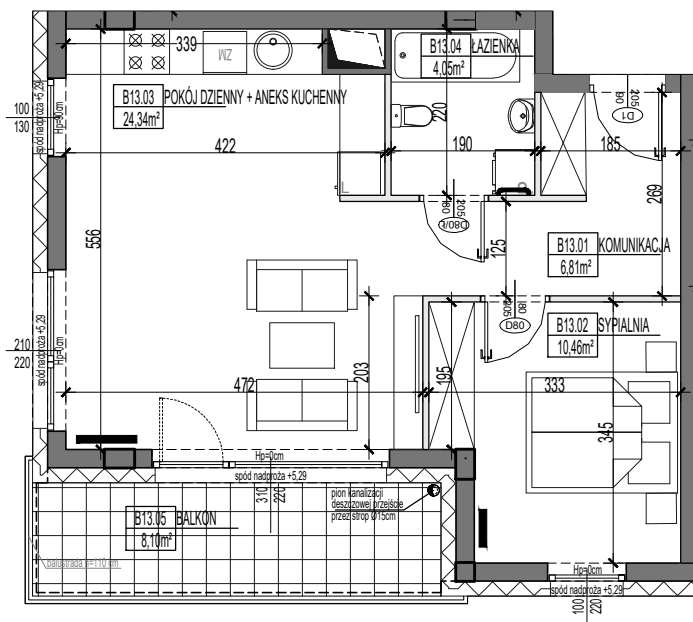 339
ZM
B13.04 ŁAZIENKA
4,05m²
B13.03 POKÓJ DZIENNY + ANEKS KUCHENNY
24,34m²
100
130
spód nadproża +5,29
Hp=90cm
220
205
90
D1
422
190
185
L
269
556
205
80
D80/Ł
125
B13.01 KOMUNIKACJA
6,81m²
205
80
D80
B13.02 SYPIALNIA
10,46m²
210
220
spód nadproża +5,29
Hp=0cm
203
195
472
333
345
Hp=0cm
spód nadproża +5,29
310
220
pion kanalizacji
deszczowej przejście
przez strop Ø15cm
B13.05 BALKON
8,10m²
balustrada h=110 cm
Hp=0cm
spód nadproża +5,29
100
220